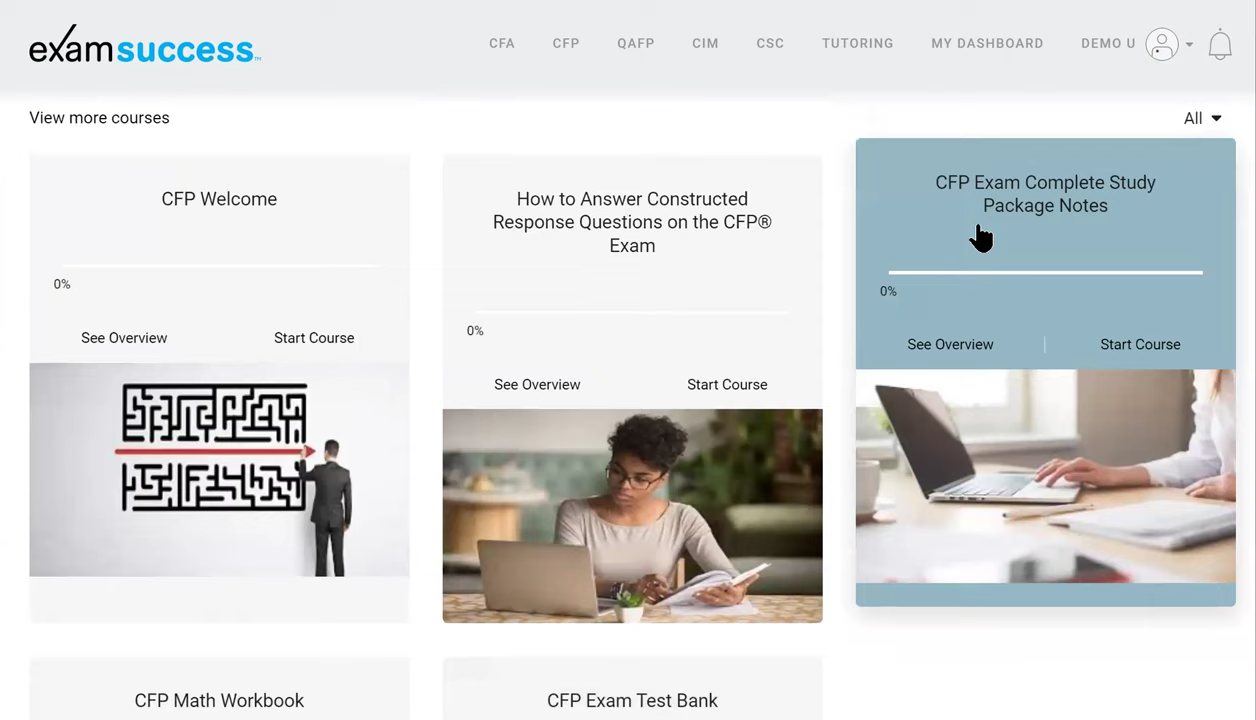 examsuccess™
CFA CFP QAFP CIM CSC TUTORING MY DASHBOARD DEMO U
View more courses
All
CFP Welcome
0%
See Overview
Start Course
How to Answer Constructed
Response Questions on the CFP®
Exam
0%
See Overview
Start Course
CFP Exam Complete Study
Package Notes
0%
See Overview
Start Course
CFP Math Workbook
CFP Exam Test Bank